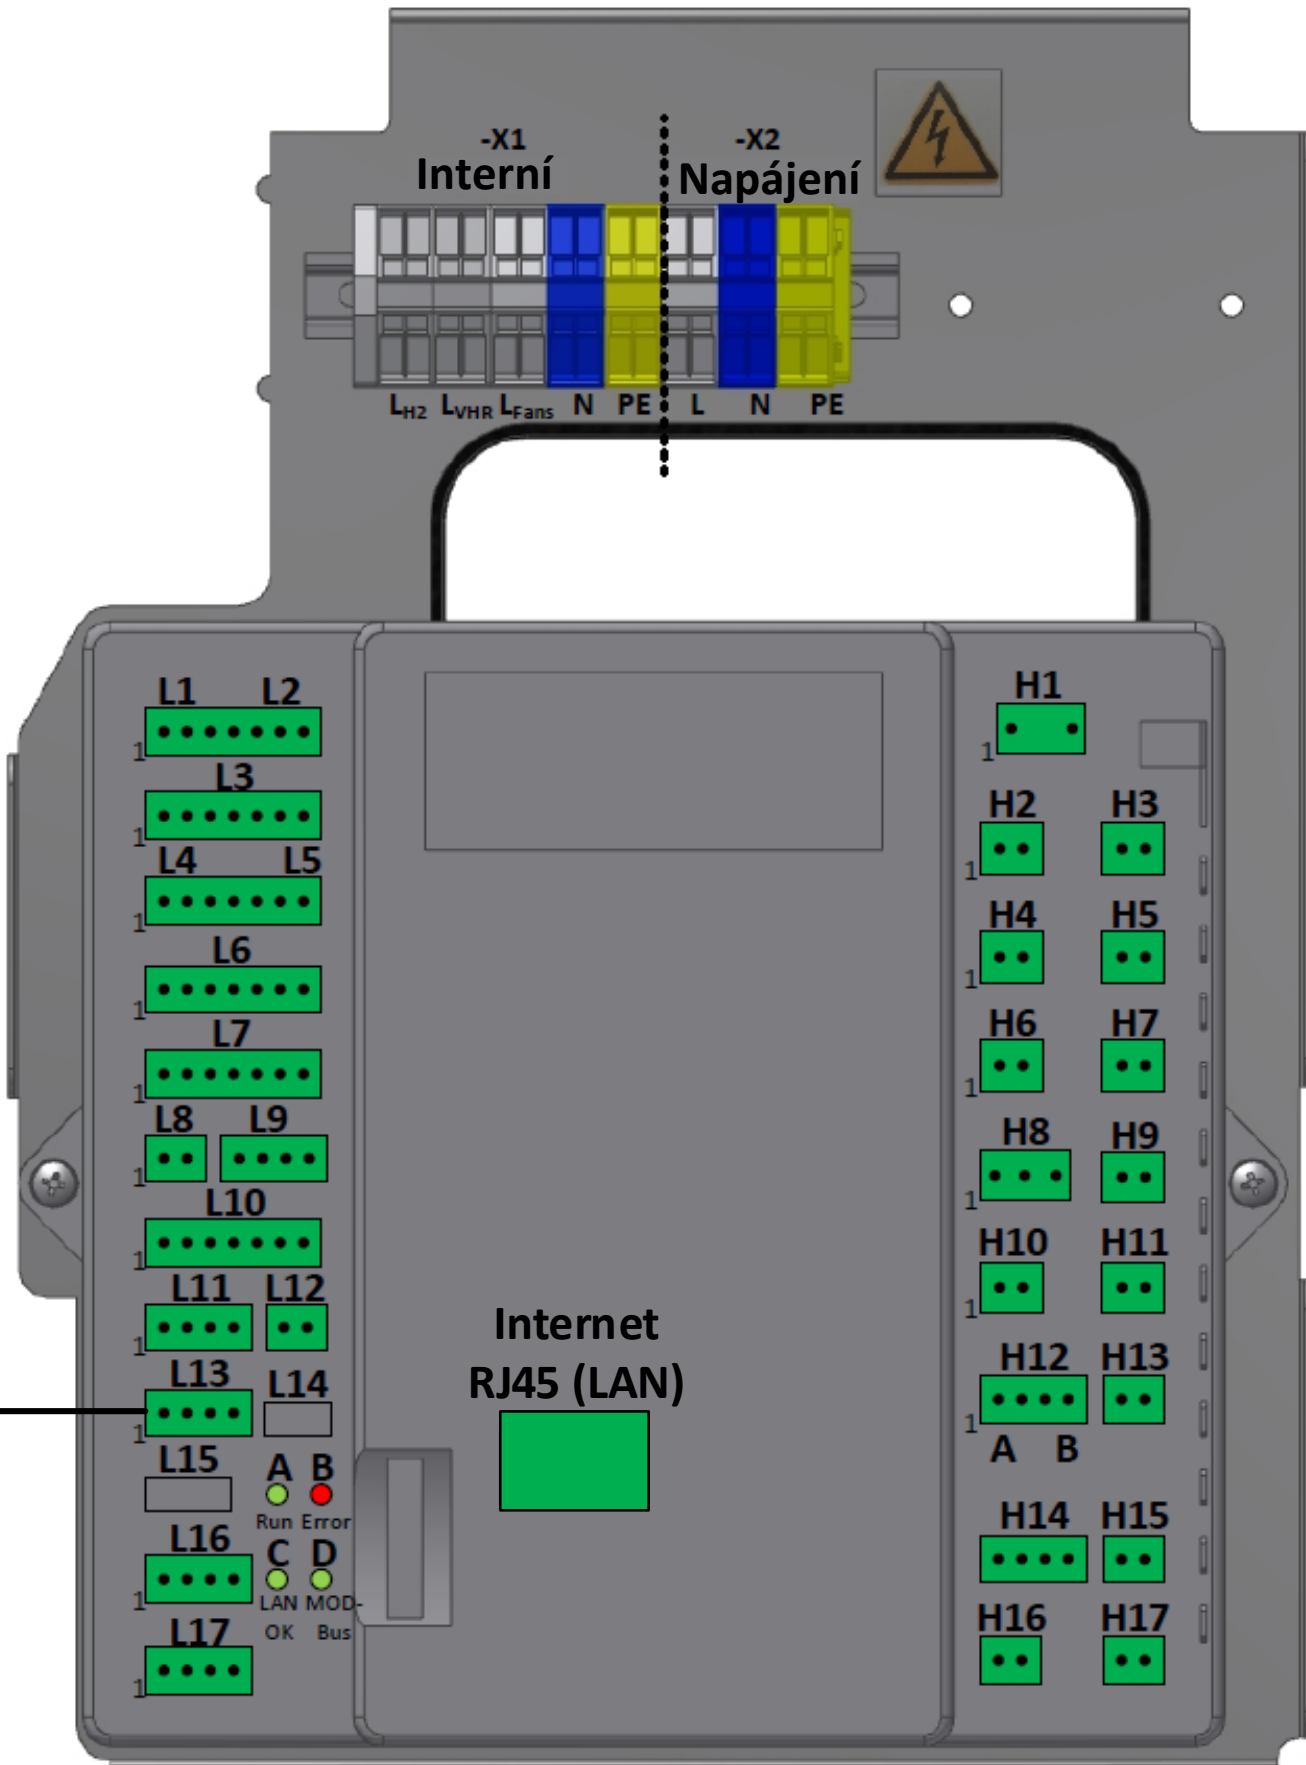 -X1 -X2
Interní Napájení
LH2 LVHR LFans N PE L N PE
L1 L2
1
L3
1
L4 L5
1
L6
1
L7
1
L8 L9
1
L10
1
L11 L12
1
L13 L14
1
L15 A B
Run Error
L16 C D
1
LAN MOD-
OK Bus
L17
1
Internet
RJ45 (LAN)
H1
1
H2 H3
1
H4 H5
1
H6 H7
1
H8 H9
1
H10 H11
1
H12 H13
1
A B
H14 H15
H16 H17